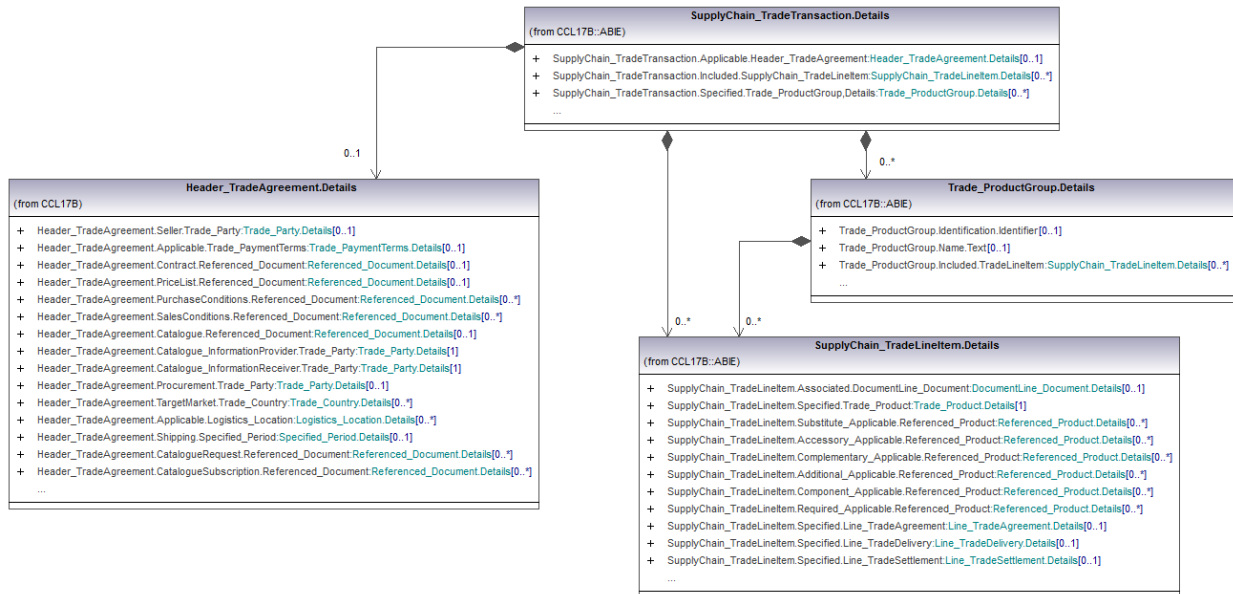 SupplyChain_TradeTransaction.Details
(from CCL17B::ABIE)
+ SupplyChain_TradeTransaction.Applicable.Header_TradeAgreement:Header_TradeAgreement.Details[0..1]
+ SupplyChain_TradeTransaction.Included.SupplyChain_TradeLineItem:SupplyChain_TradeLineItem.Details[0..*]
+ SupplyChain_TradeTransaction.Specified.Trade_ProductGroup,Details:Trade_ProductGroup.Details[0..*]
...
0..1
0..*
Header_TradeAgreement.Details
(from CCL17B)
+ Header_TradeAgreement.Seller.Trade_Party:Trade_Party.Details[0..1]
+ Header_TradeAgreement.Applicable.Trade_PaymentTerms:Trade_PaymentTerms.Details[0..1]
+ Header_TradeAgreement.Contract.Referenced_Document:Referenced_Document.Details[0..1]
+ Header_TradeAgreement.PriceList.Referenced_Document:Referenced_Document.Details[0..1]
+ Header_TradeAgreement.PurchaseConditions.Referenced_Document:Referenced_Document.Details[0..*]
+ Header_TradeAgreement.SalesConditions.Referenced_Document:Referenced_Document.Details[0..*]
+ Header_TradeAgreement.Catalogue.Referenced_Document:Referenced_Document.Details[0..1]
+ Header_TradeAgreement.Catalogue_InformationProvider.Trade_Party:Trade_Party.Details[1]
+ Header_TradeAgreement.Catalogue_InformationReceiver.Trade_Party:Trade_Party.Details[1]
+ Header_TradeAgreement.Procurement.Trade_Party:Trade_Party.Details[0..1]
+ Header_TradeAgreement.TargetMarket.Trade_Country:Trade_Country.Details[0..*]
+ Header_TradeAgreement.Applicable.Logistics_Location:Logistics_Location.Details[0..*]
+ Header_TradeAgreement.Shipping.Specified_Period:Specified_Period.Details[0..1]
+ Header_TradeAgreement.CatalogueRequest.Referenced_Document:Referenced_Document.Details[0..*]
+ Header_TradeAgreement.CatalogueSubscription.Referenced_Document:Referenced_Document.Details[0..*]
...
Trade_ProductGroup.Details
(from CCL17B::ABIE)
+ Trade_ProductGroup.Identification.Identifier[0..1]
+ Trade_ProductGroup.Name.Text[0..1]
+ Trade_ProductGroup.Included.TradeLineItem:SupplyChain_TradeLineItem.Details[0..*]
...
0..*
0..*
SupplyChain_TradeLineItem.Details
(from CCL17B::ABIE)
+ SupplyChain_TradeLineItem.Associated.DocumentLine_Document:DocumentLine_Document.Details[0..1]
+ SupplyChain_TradeLineItem.Specified.Trade_Product:Trade_Product.Details[1]
+ SupplyChain_TradeLineItem.Substitute_Applicable.Referenced_Product:Referenced_Product.Details[0..*]
+ SupplyChain_TradeLineItem.Accessory_Applicable.Referenced_Product:Referenced_Product.Details[0..*]
+ SupplyChain_TradeLineItem.Complementary_Applicable.Referenced_Product:Referenced_Product.Details[0..*]
+ SupplyChain_TradeLineItem.Additional_Applicable.Referenced_Product:Referenced_Product.Details[0..*]
+ SupplyChain_TradeLineItem.Component_Applicable.Referenced_Product:Referenced_Product.Details[0..*]
+ SupplyChain_TradeLineItem.Required_Applicable.Referenced_Product:Referenced_Product.Details[0..*]
+ SupplyChain_TradeLineItem.Specified.Line_TradeAgreement:Line_TradeAgreement.Details[0..1]
+ SupplyChain_TradeLineItem.Specified.Line_TradeDelivery:Line_TradeDelivery.Details[0..1]
+ SupplyChain_TradeLineItem.Specified.Line_TradeSettlement:Line_TradeSettlement.Details[0..1]
...